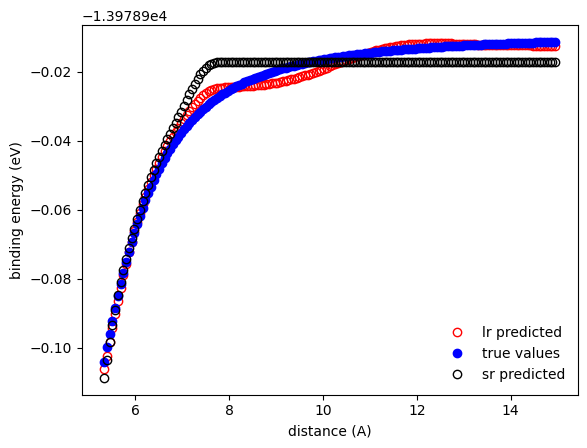 −1.39789e4
−0.02
−0.04
−0.06
−0.08
−0.10
binding energy (eV)
lr predicted
true values
sr predicted
6
8
10
12
14
distance (A)